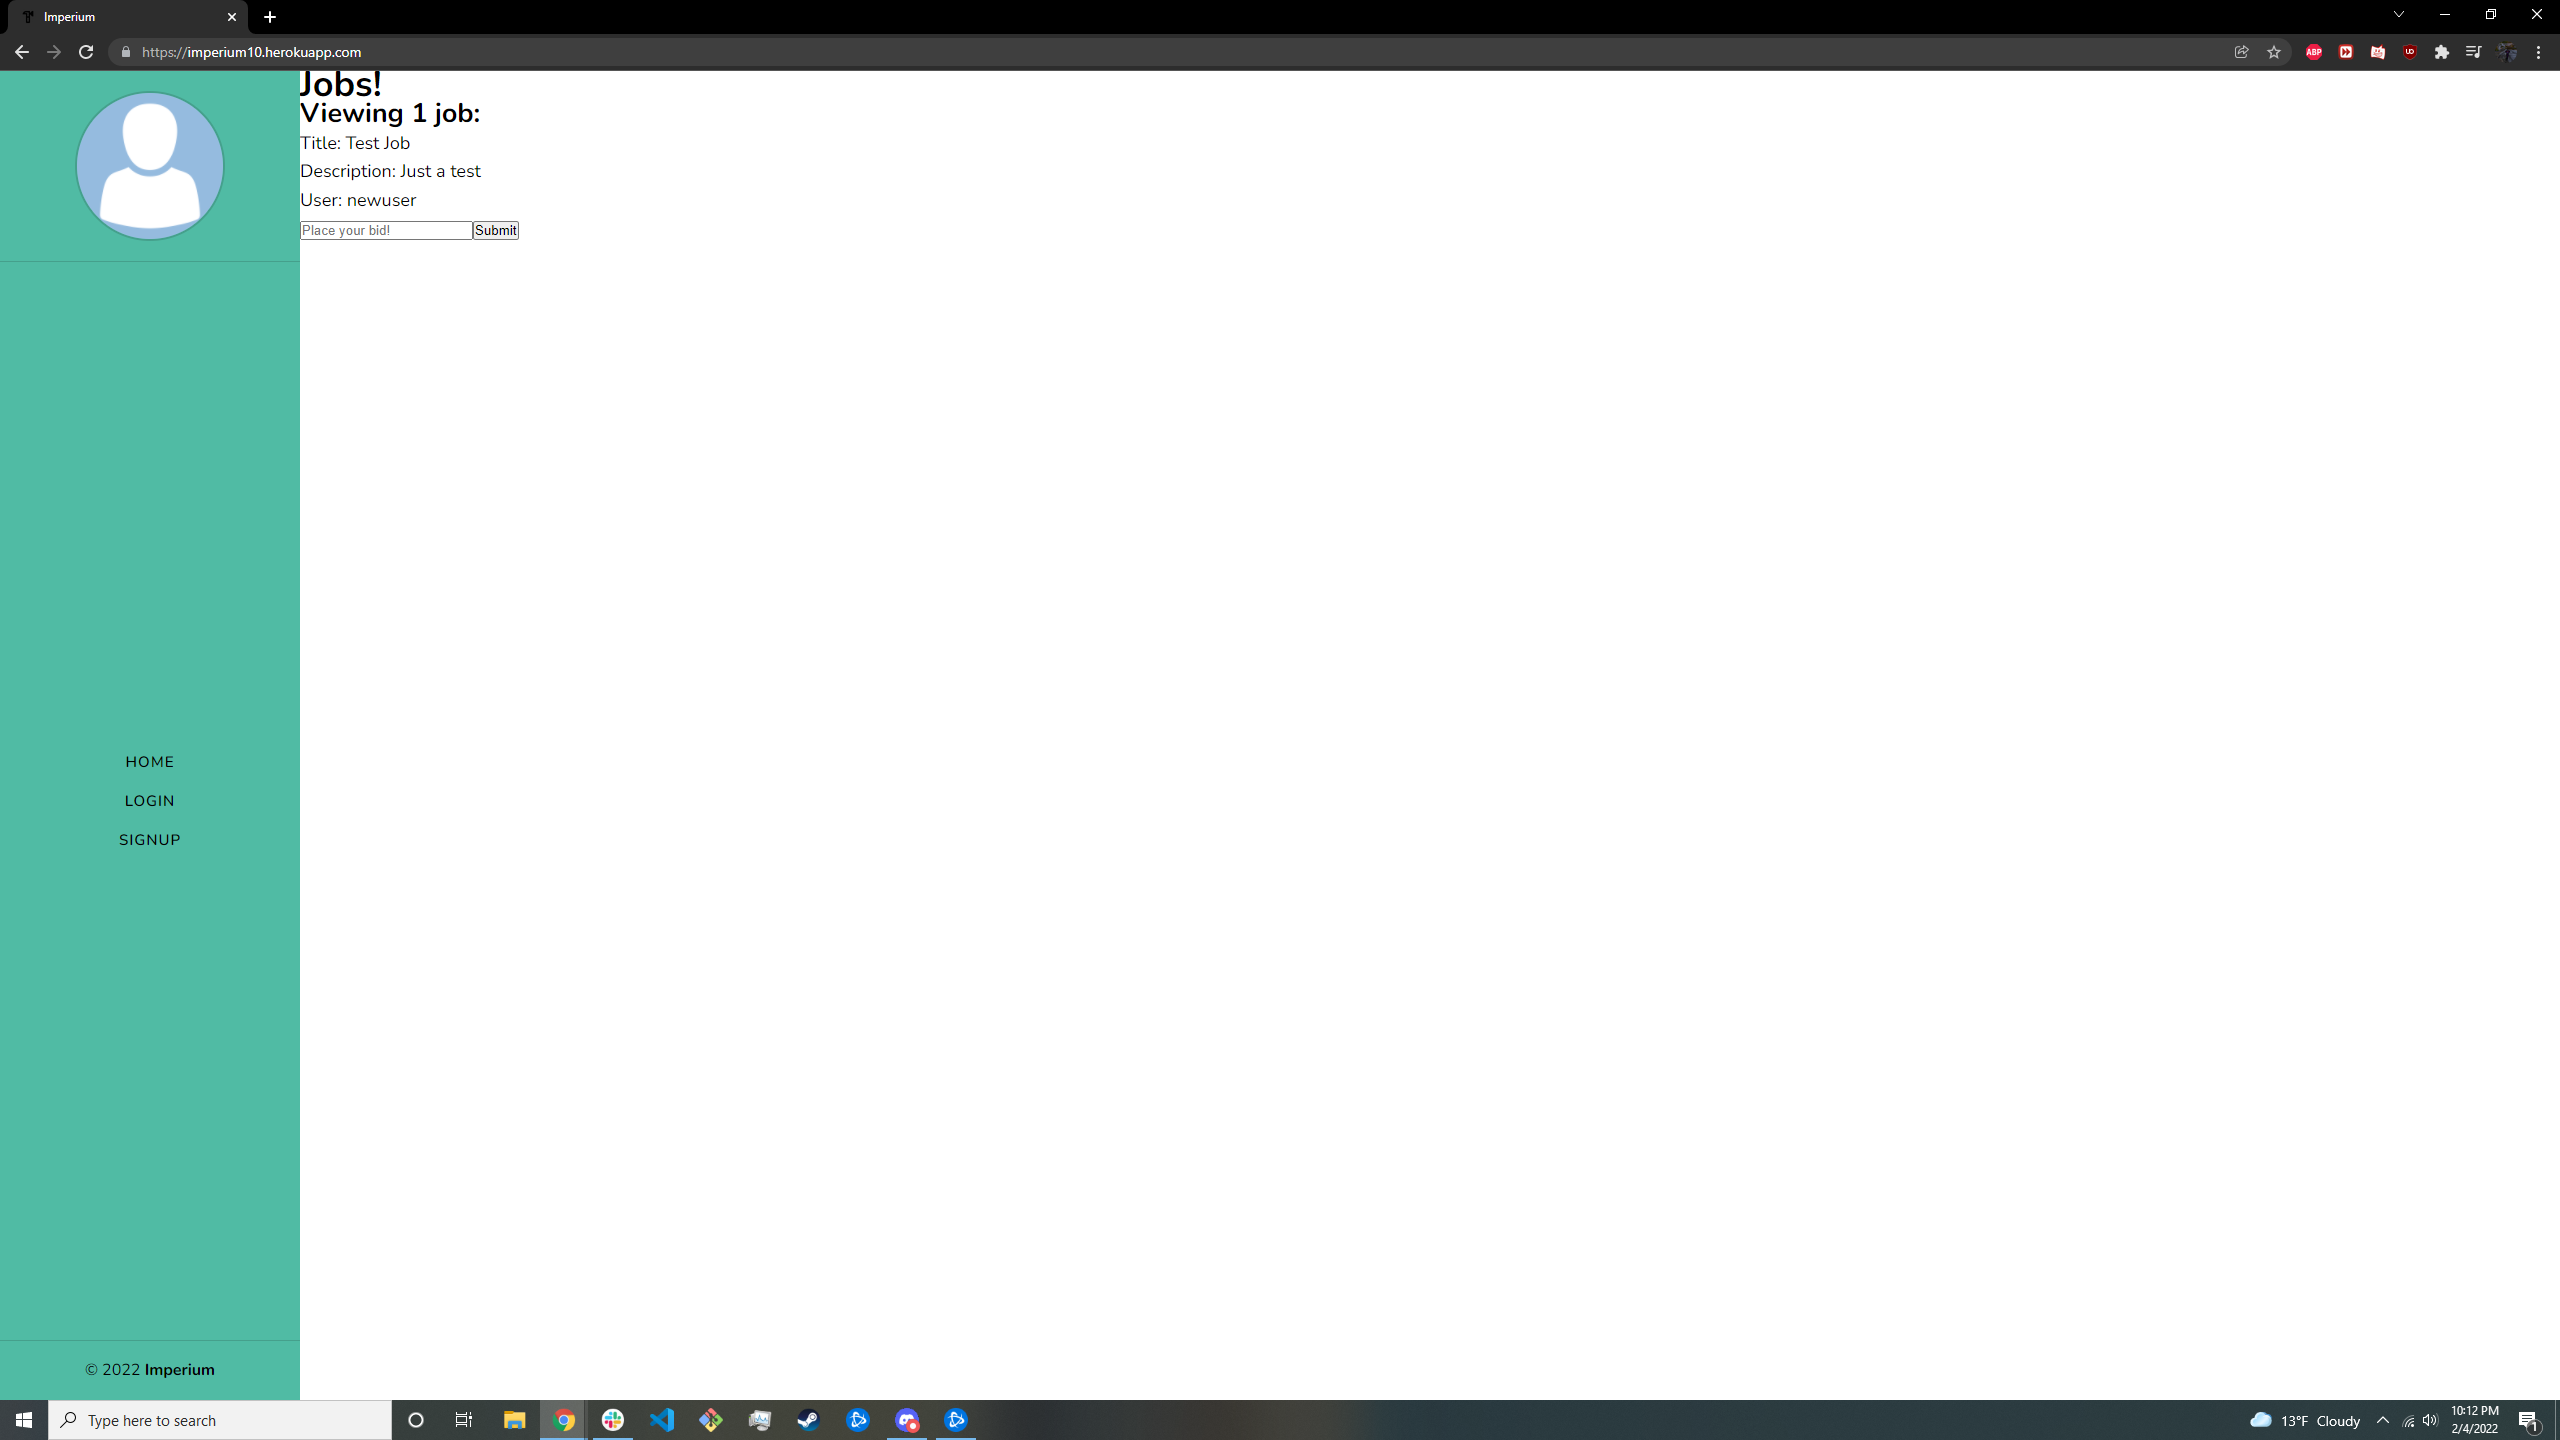 Imperium
https://imperium10.herokuapp.com
ABP
UO
Jobs!
Viewing 1 job:
Title: Test Job
Description: Just a test
User: newuser
Place your bid! Submit
HOME
LOGIN
SIGNUP
© 2022 Imperium
Type here to search
13°F Cloudy
10:12 PM
2/4/2022
1